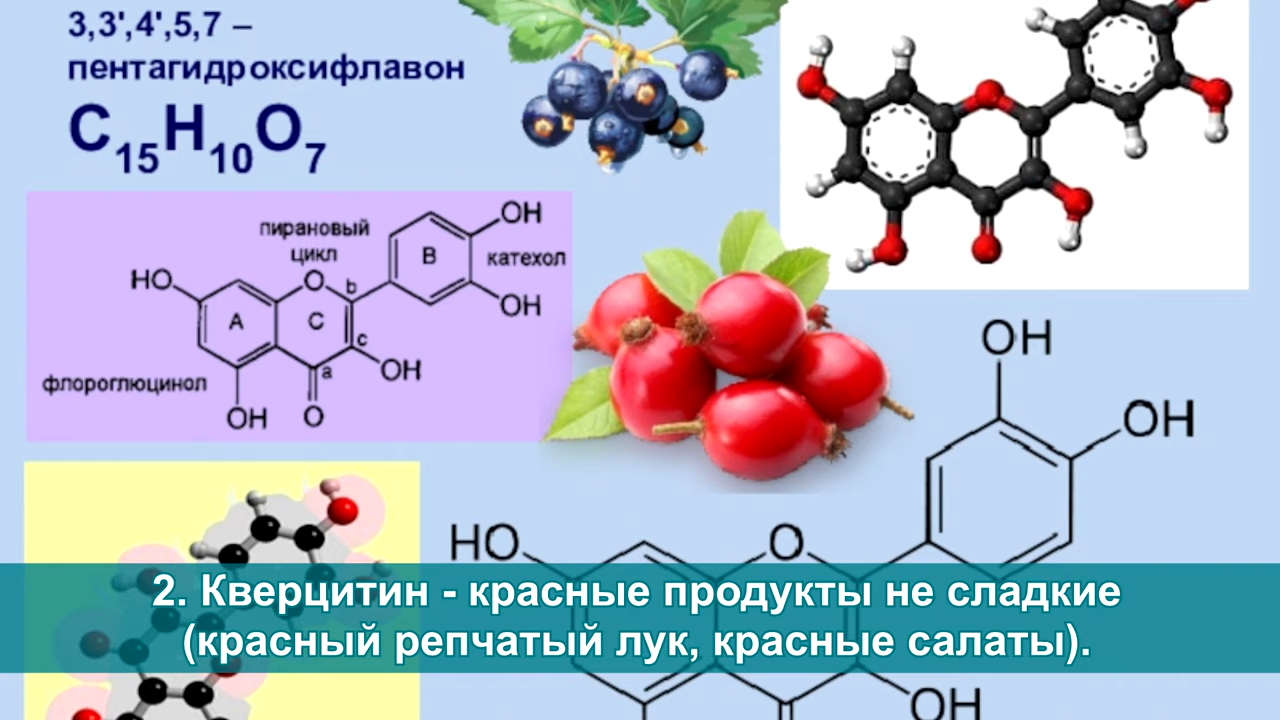 3,3',4',5,7 –
пентагидроксифлавон
C15H10O7
пирановый
цикл
OH
B
катехол
HO
O
b
OH
A
C
c
OH
a
флороглюцинол
OH
O
OH
OH
HO
O
2. Кверцитин - красные продукты не сладкие
(красный репчатый лук, красные салаты).
OH